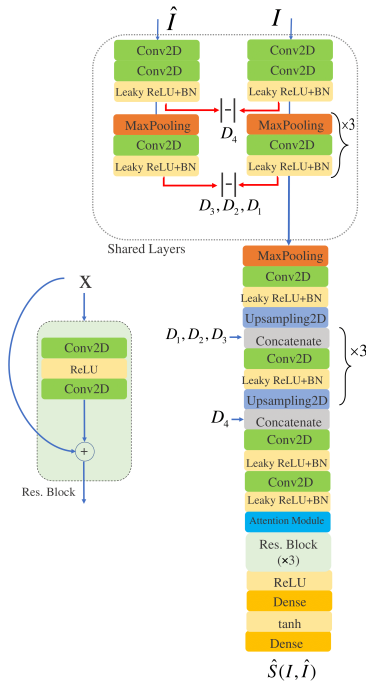 Î I
Conv2D Conv2D
Conv2D Conv2D
Leaky ReLU+BN |-| Leaky ReLU+BN
D₄
MaxPooling MaxPooling ×3
Conv2D Conv2D
Leaky ReLU+BN |-| Leaky ReLU+BN
D₃, D₂, D₁
Shared Layers
MaxPooling
Conv2D
Leaky ReLU+BN
Upsampling2D
D₁, D₂, D₃ Concatenate
Conv2D ×3
Leaky ReLU+BN
Upsampling2D
D₄ Concatenate
Conv2D
Leaky ReLU+BN
Conv2D
Leaky ReLU+BN
Attention Module
Res. Block
(×3)
ReLU
Dense
tanh
Dense
Ŝ(I, Î)
X
Conv2D
ReLU
Conv2D
+
Res. Block